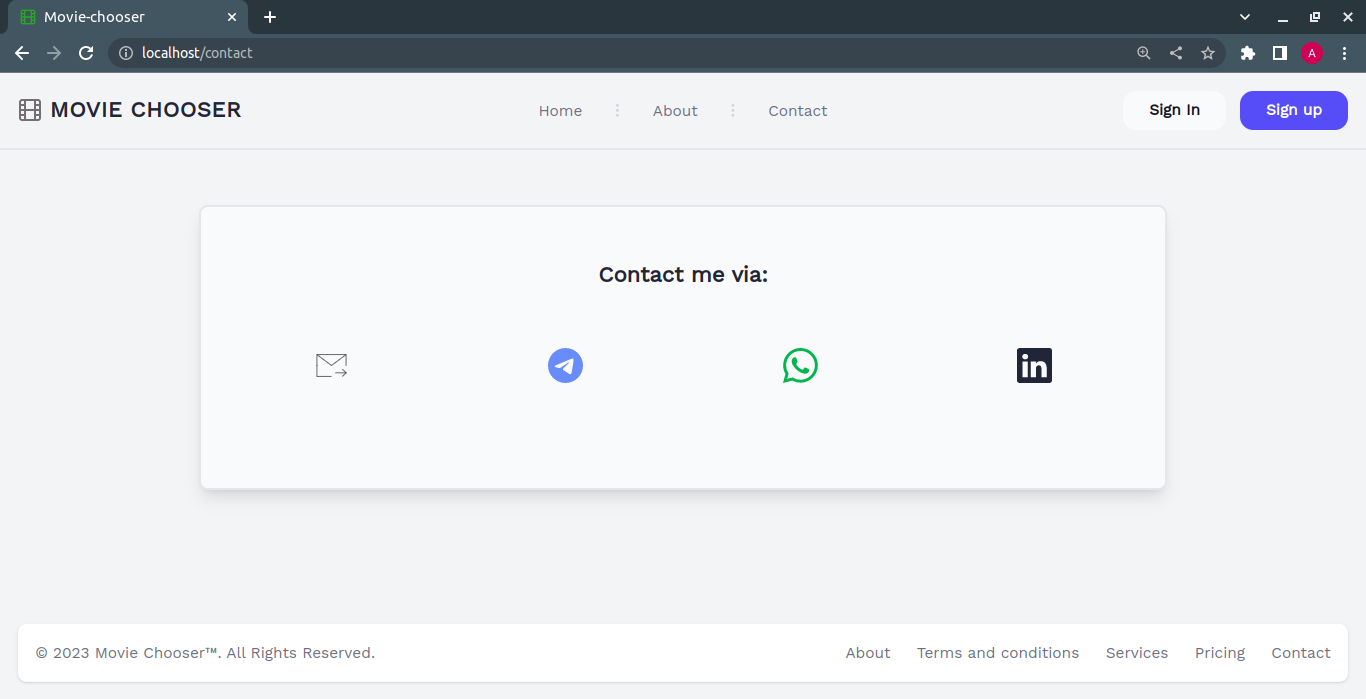 Movie-chooser
localhost/contact
A
MOVIE CHOOSER
Home
About
Contact
Sign In
Sign up
Contact me via:
in
© 2023 Movie Chooser™. All Rights Reserved.
About
Terms and conditions
Services
Pricing
Contact